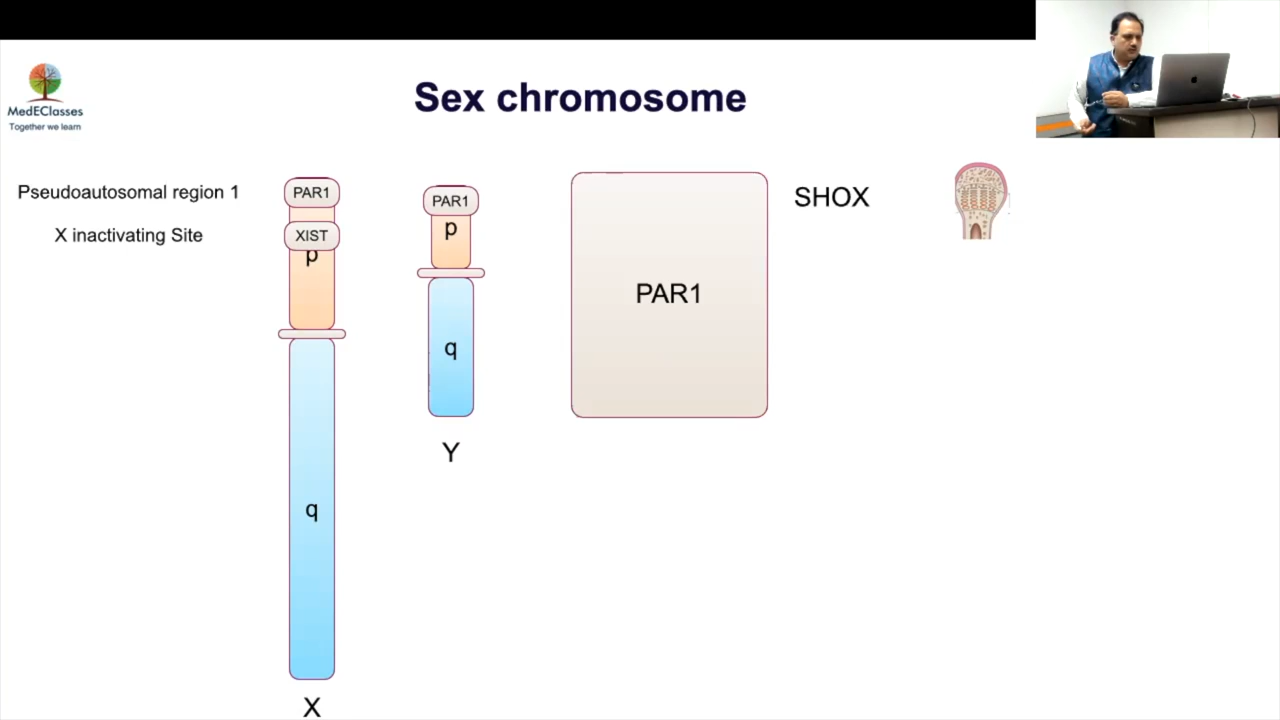 MedEClasses
Together we learn
Sex chromosome
Pseudoautosomal region 1
X inactivating Site
PAR1
XIST
p
q
X
PAR1
p
q
Y
PAR1
SHOX